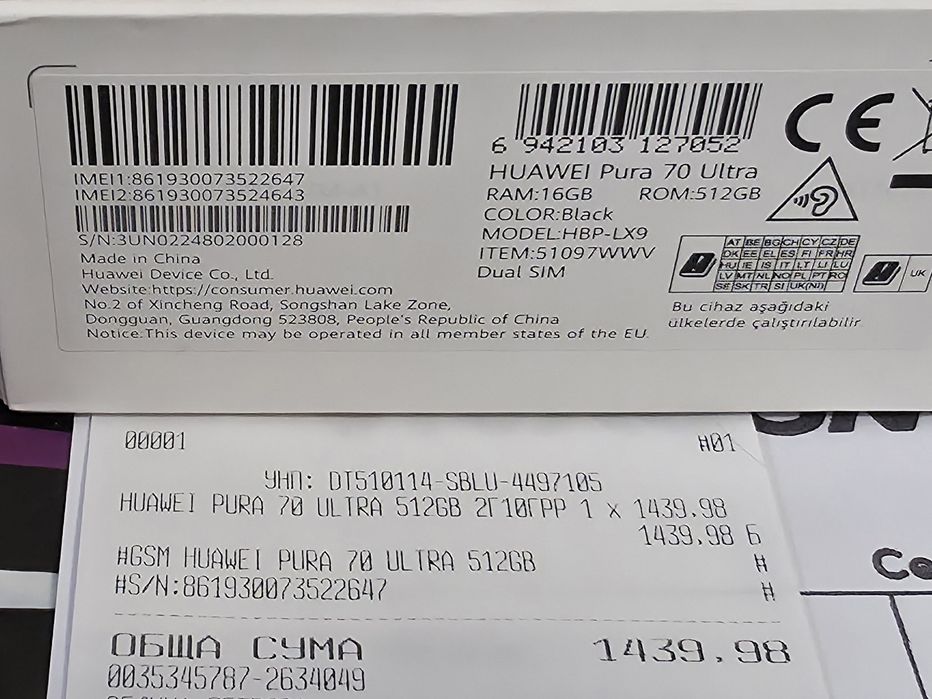 6 942103 127052
IMEI1:861930073522647
IMEI2:861930073524643
S/N:3UN0224802000128
Made in China
Huawei Device Co., Ltd.
Website:https://consumer.huawei.com
No.2 of Xincheng Road, Songshan Lake Zone,
Dongguan, Guangdong 523808, People's Republic of China
Notice:This device may be operated in all member states of the EU.
HUAWEI Pura 70 Ultra
RAM:16GB ROM:512GB
COLOR:Black
MODEL:HBP-LX9
ITEM:51097WWV
Dual SIM
CE
AT BE BG CH CY CZ DE
DK EE EL ES FI FR HR
HU IE IS IT LT LI LU
LV MT NL NO PL PT RO
SE SK TR SI UK(NI)
UK
Bu cihaz aşağıdaki
ülkelerde çalıştırılabilir
00001 #01
УНП: DT510114-SBLU-4497105
HUAWEI PURA 70 ULTRA 512GB 2Г10ГРР 1 x 1439.98
1439.98 Б
#GSM HUAWEI PURA 70 ULTRA 512GB #
#S/N:861930073522647 #
ОБЩА СУМА 1439.98
0035345787-2634049
Co